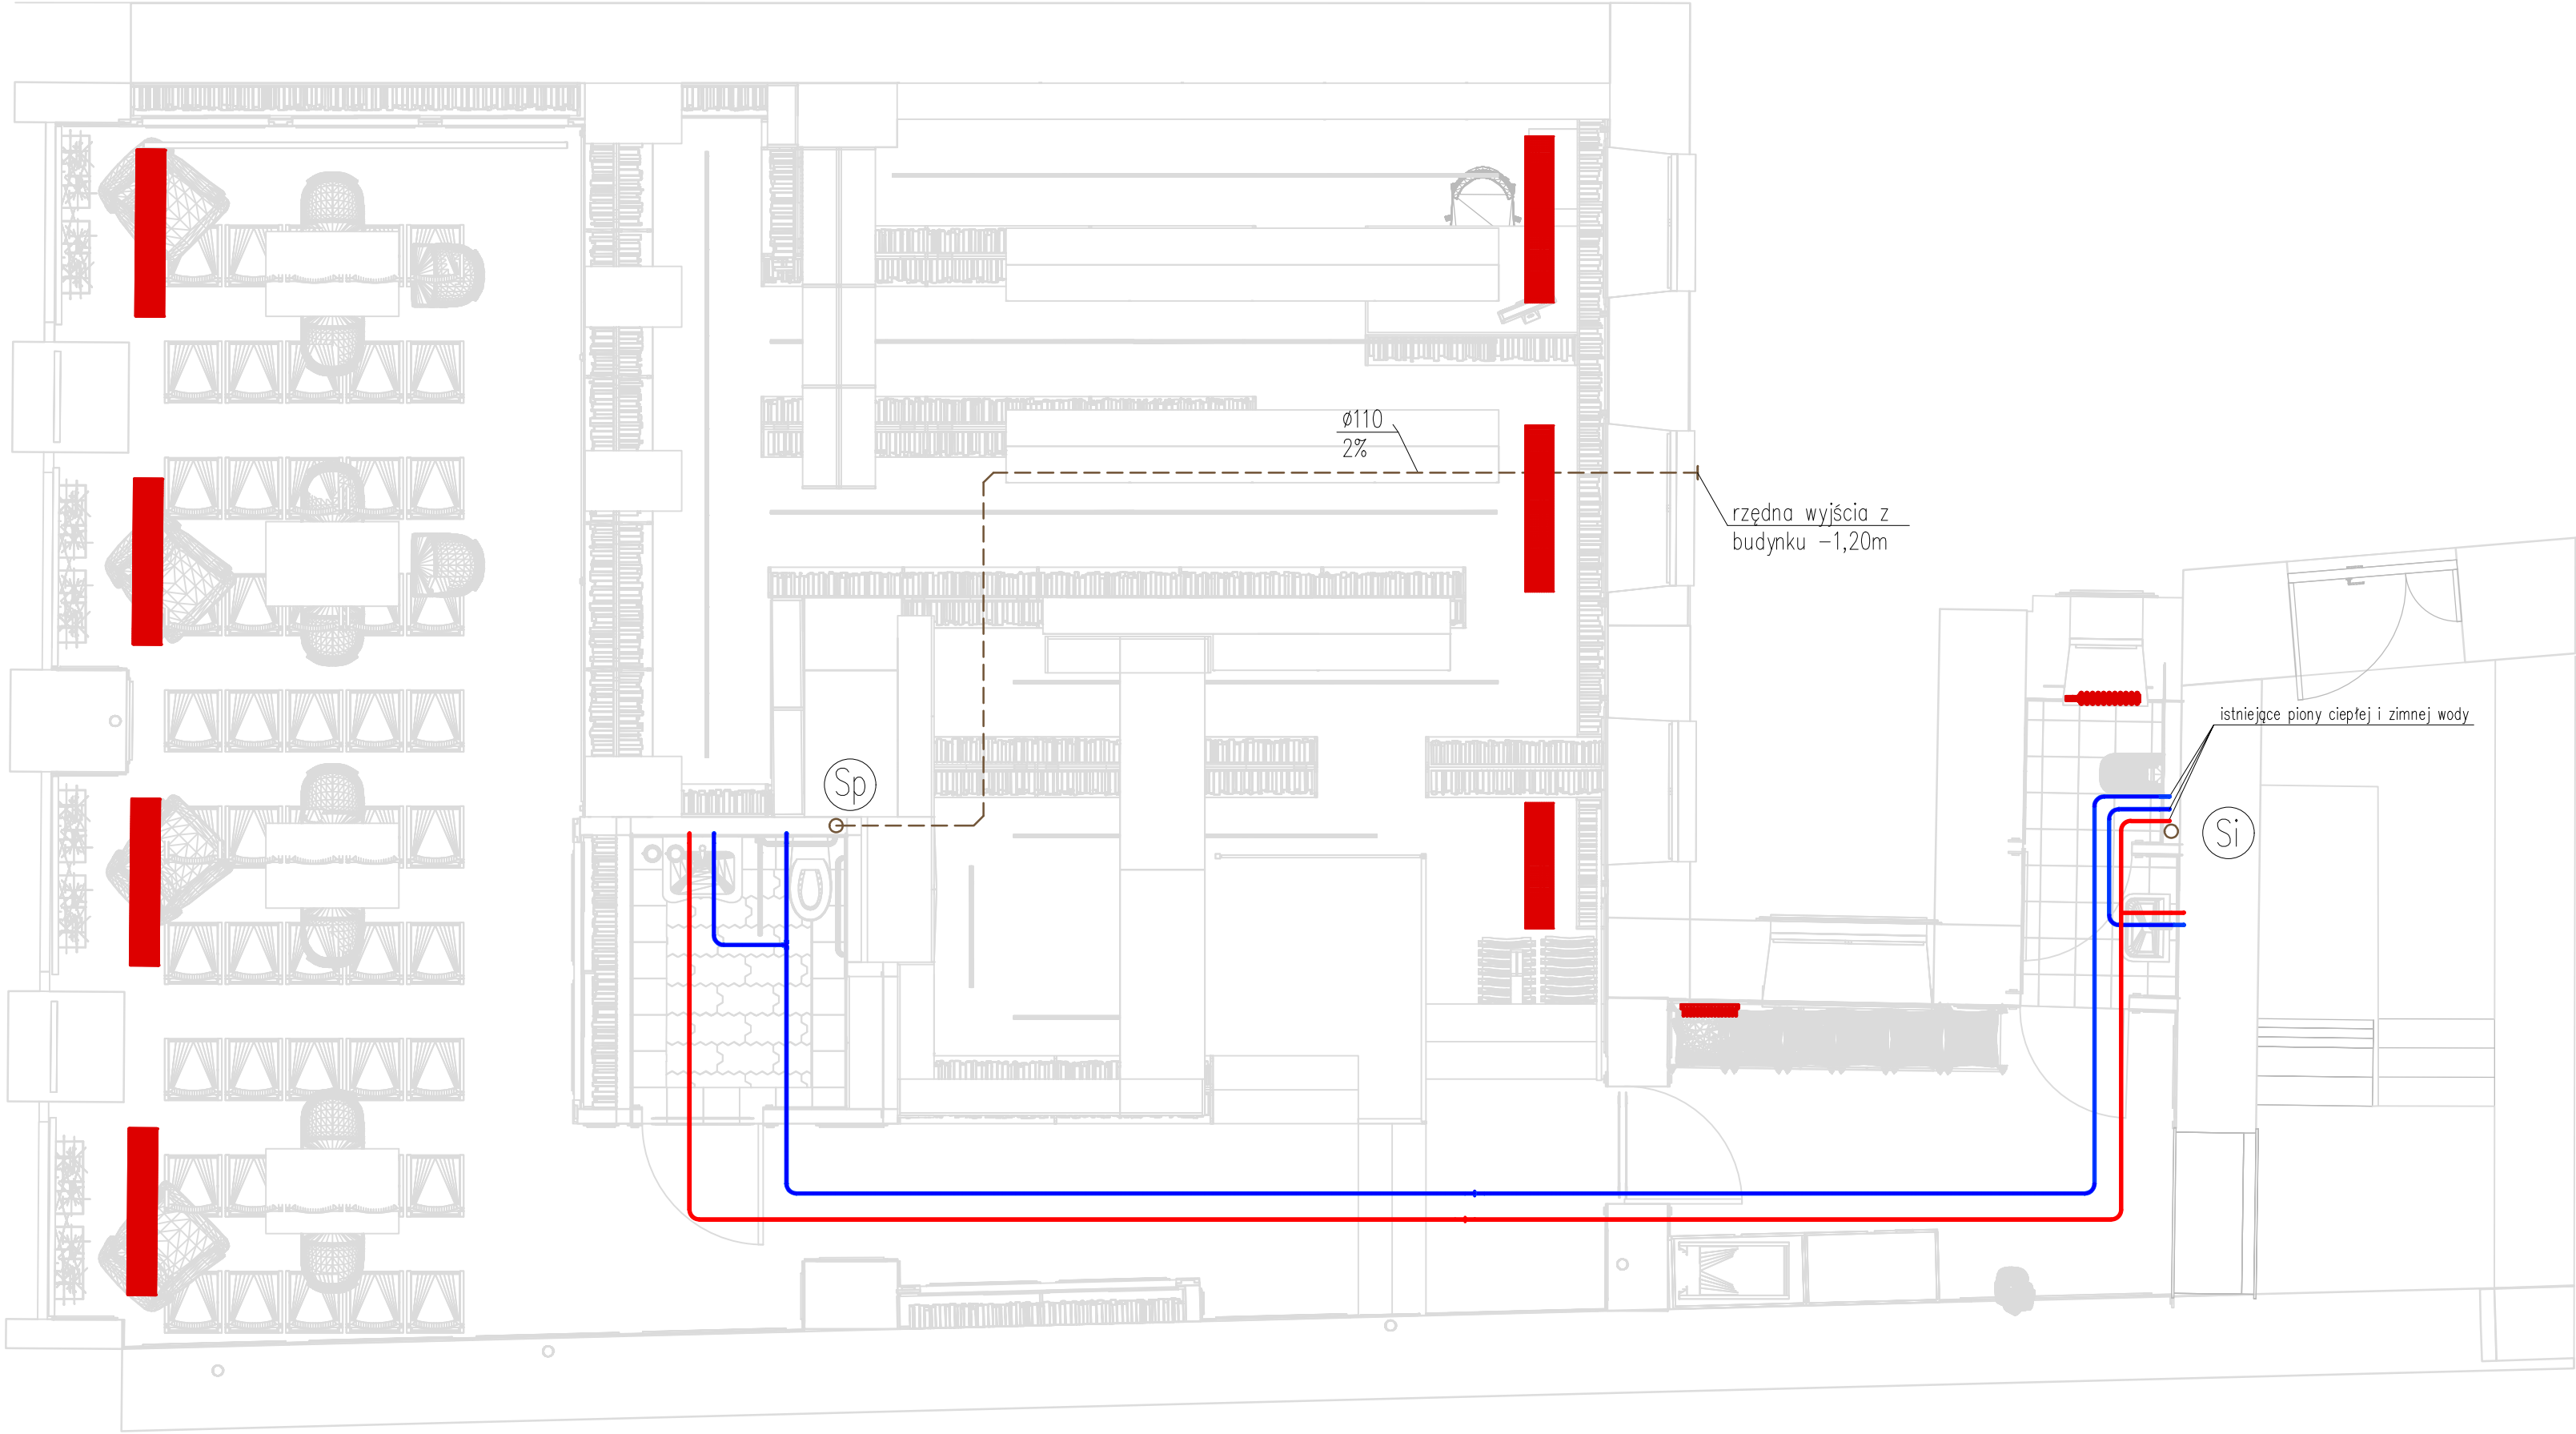 ø110
2%
rzędna wyjścia z
budynku -1,20m
istniejące piony ciepłej i zimnej wody
Sp
Si